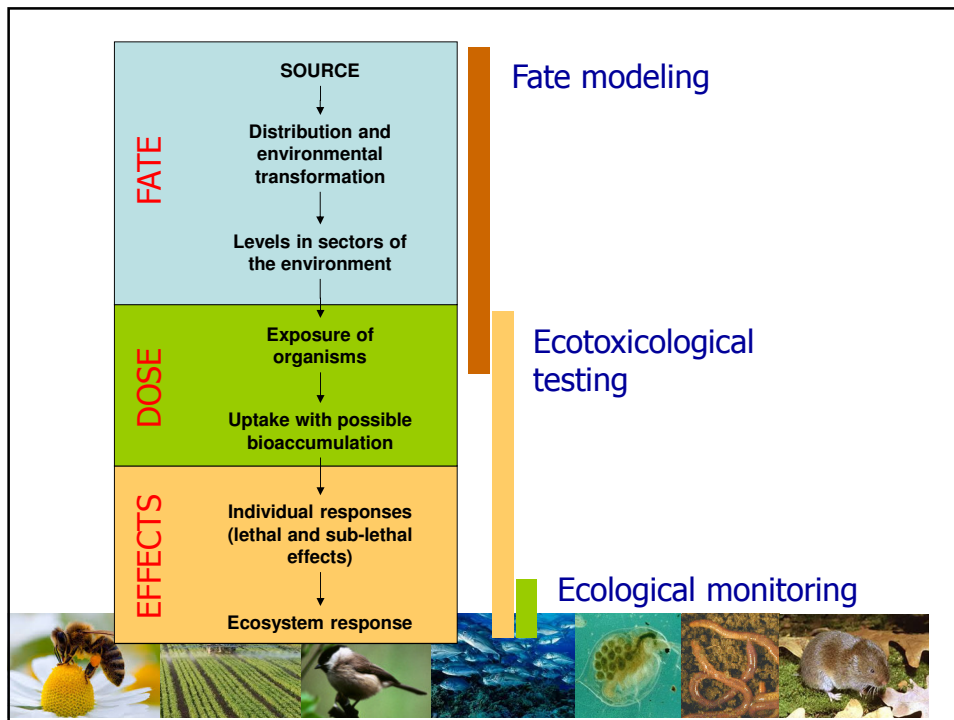 FATE
SOURCE
Distribution and
environmental
transformation
Levels in sectors of
the environment
DOSE
Exposure of
organisms
Uptake with possible
bioaccumulation
EFFECTS
Individual responses
(lethal and sub-lethal
effects)
Ecosystem response
Fate modeling
Ecotoxicological
testing
Ecological monitoring